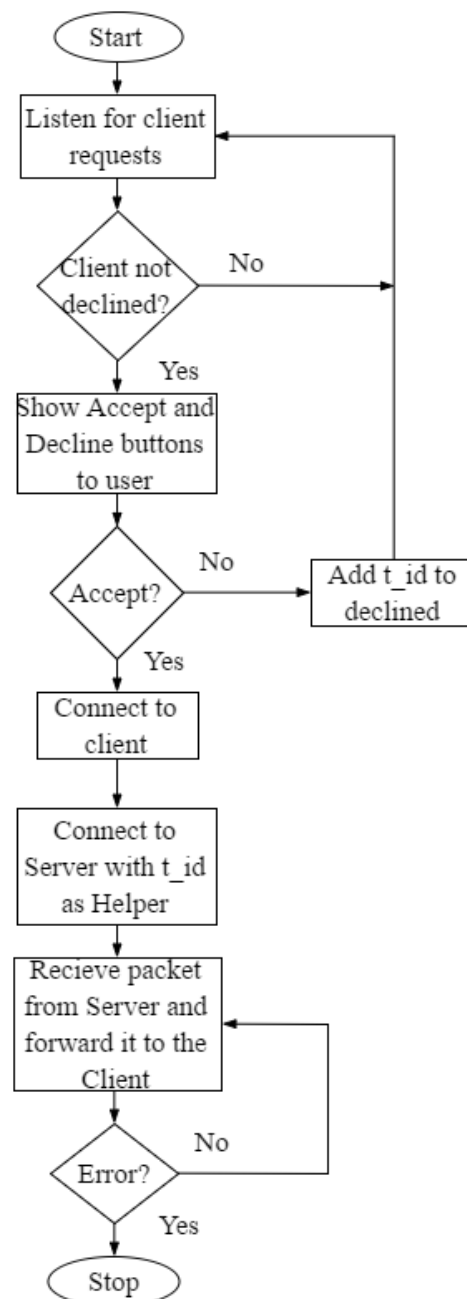 Start
Listen for client
requests
Client not
declined?
No
Yes
Show Accept and
Decline buttons
to user
Accept?
No
Add t_id to
declined
Yes
Connect to
client
Connect to
Server with t_id
as Helper
Recieve packet
from Server and
forward it to the
Client
Error?
No
Yes
Stop